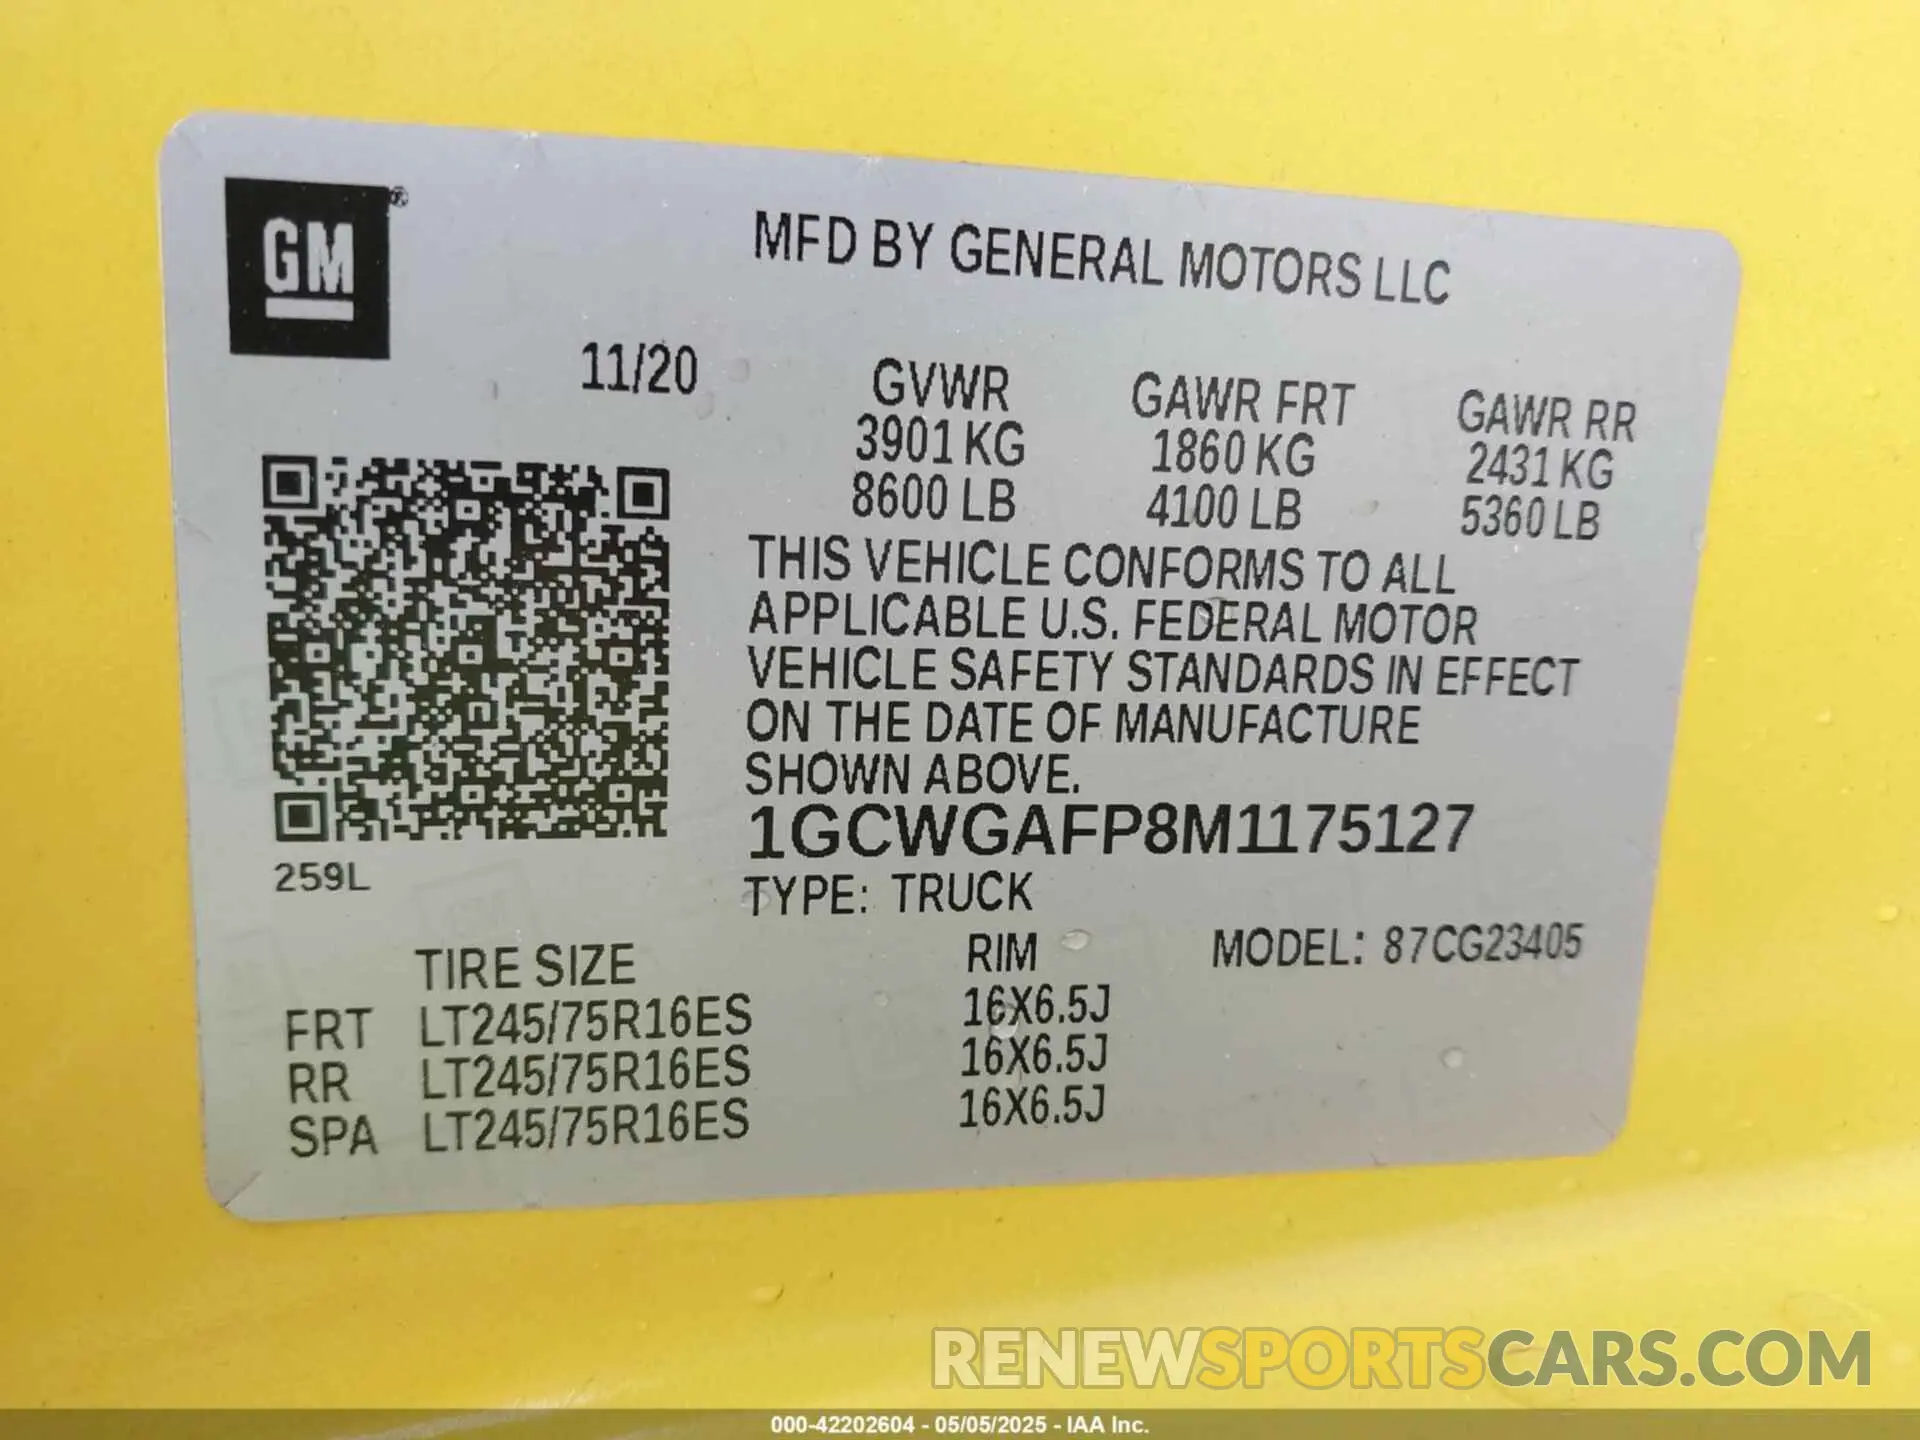 GM®
MFD BY GENERAL MOTORS LLC
11/20
GVWR GAWR FRT GAWR RR
3901 KG 1860 KG 2431 KG
8600 LB 4100 LB 5360 LB
THIS VEHICLE CONFORMS TO ALL
APPLICABLE U.S. FEDERAL MOTOR
VEHICLE SAFETY STANDARDS IN EFFECT
ON THE DATE OF MANUFACTURE
SHOWN ABOVE.
1GCWGAFP8M1175127
259L
TYPE: TRUCK
TIRE SIZE RIM MODEL: 87CG23405
FRT LT245/75R16ES 16X6.5J
RR LT245/75R16ES 16X6.5J
SPA LT245/75R16ES 16X6.5J
RENEWSPORTSCARS.COM
000-42202604 - 05/05/2025 - IAA Inc.